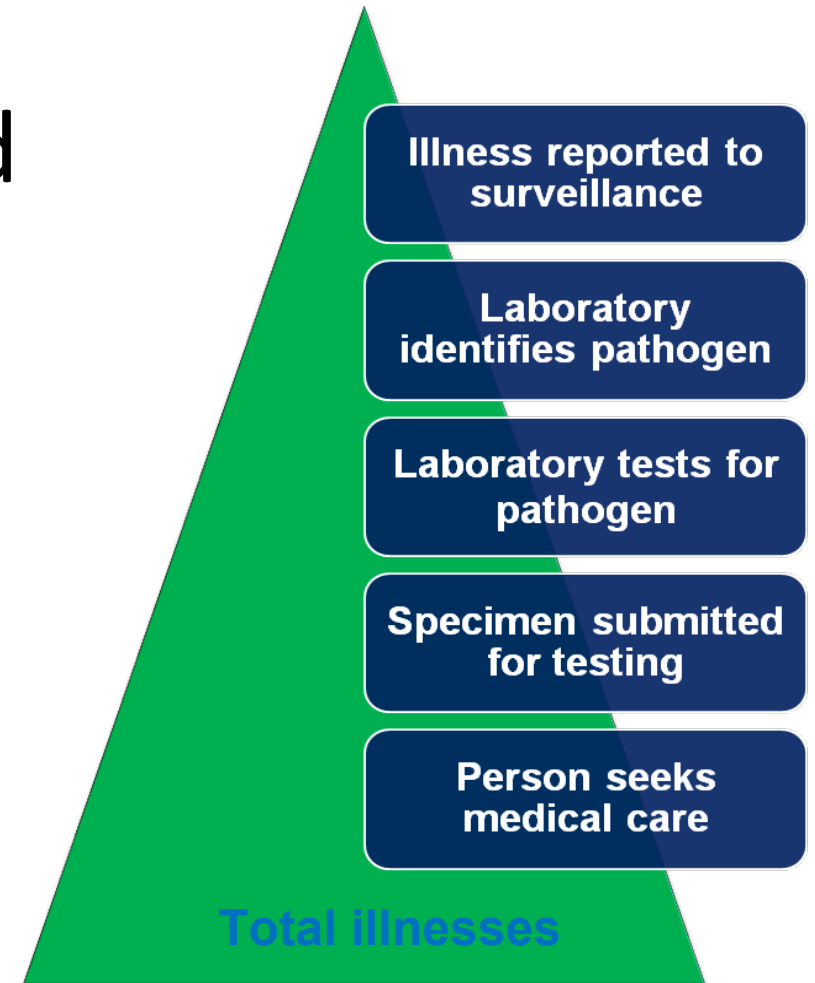 Illness reported to
surveillance
Laboratory
identifies pathogen
Laboratory tests for
pathogen
Specimen submitted
for testing
Person seeks
medical care
Total illnesses